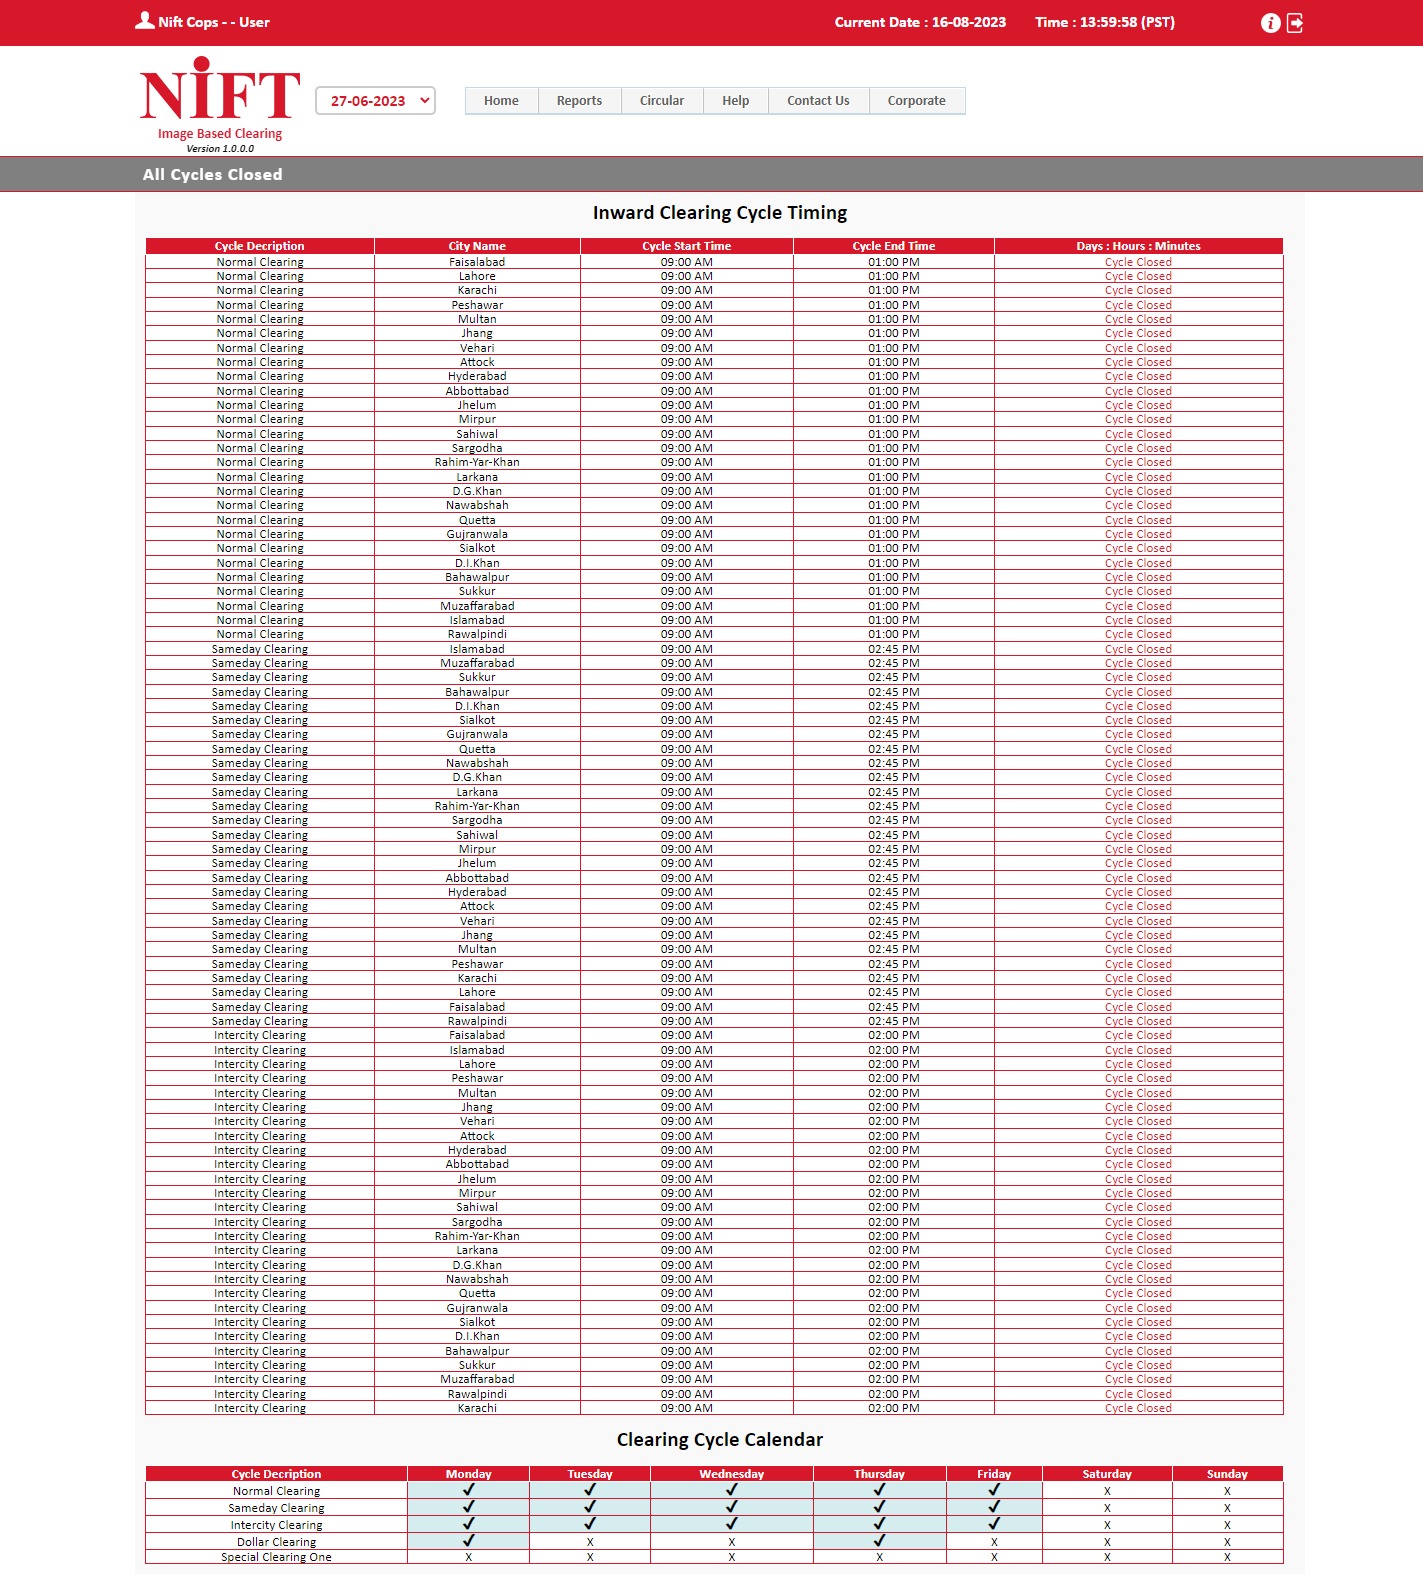 Nift Cops - - User Current Date : 16-08-2023 Time : 13:59:58 (PST)
NiFT
Image Based Clearing
Version 1.0.0.0
27-06-2023 Home Reports Circular Help Contact Us Corporate
All Cycles Closed
Inward Clearing Cycle Timing
Cycle Decription City Name Cycle Start Time Cycle End Time Days : Hours : Minutes
Normal Clearing Faisalabad 09:00 AM 01:00 PM Cycle Closed
Normal Clearing Lahore 09:00 AM 01:00 PM Cycle Closed
Normal Clearing Karachi 09:00 AM 01:00 PM Cycle Closed
Normal Clearing Peshawar 09:00 AM 01:00 PM Cycle Closed
Normal Clearing Multan 09:00 AM 01:00 PM Cycle Closed
Normal Clearing Jhang 09:00 AM 01:00 PM Cycle Closed
Normal Clearing Vehari 09:00 AM 01:00 PM Cycle Closed
Normal Clearing Attock 09:00 AM 01:00 PM Cycle Closed
Normal Clearing Hyderabad 09:00 AM 01:00 PM Cycle Closed
Normal Clearing Abbottabad 09:00 AM 01:00 PM Cycle Closed
Normal Clearing Jhelum 09:00 AM 01:00 PM Cycle Closed
Normal Clearing Mirpur 09:00 AM 01:00 PM Cycle Closed
Normal Clearing Sahiwal 09:00 AM 01:00 PM Cycle Closed
Normal Clearing Sargodha 09:00 AM 01:00 PM Cycle Closed
Normal Clearing Rahim-Yar-Khan 09:00 AM 01:00 PM Cycle Closed
Normal Clearing Larkana 09:00 AM 01:00 PM Cycle Closed
Normal Clearing D.G.Khan 09:00 AM 01:00 PM Cycle Closed
Normal Clearing Nawabshah 09:00 AM 01:00 PM Cycle Closed
Normal Clearing Quetta 09:00 AM 01:00 PM Cycle Closed
Normal Clearing Gujranwala 09:00 AM 01:00 PM Cycle Closed
Normal Clearing Sialkot 09:00 AM 01:00 PM Cycle Closed
Normal Clearing D.I.Khan 09:00 AM 01:00 PM Cycle Closed
Normal Clearing Bahawalpur 09:00 AM 01:00 PM Cycle Closed
Normal Clearing Sukkur 09:00 AM 01:00 PM Cycle Closed
Normal Clearing Muzaffarabad 09:00 AM 01:00 PM Cycle Closed
Normal Clearing Islamabad 09:00 AM 01:00 PM Cycle Closed
Normal Clearing Rawalpindi 09:00 AM 01:00 PM Cycle Closed
Sameday Clearing Islamabad 09:00 AM 02:45 PM Cycle Closed
Sameday Clearing Muzaffarabad 09:00 AM 02:45 PM Cycle Closed
Sameday Clearing Sukkur 09:00 AM 02:45 PM Cycle Closed
Sameday Clearing Bahawalpur 09:00 AM 02:45 PM Cycle Closed
Sameday Clearing D.I.Khan 09:00 AM 02:45 PM Cycle Closed
Sameday Clearing Sialkot 09:00 AM 02:45 PM Cycle Closed
Sameday Clearing Gujranwala 09:00 AM 02:45 PM Cycle Closed
Sameday Clearing Quetta 09:00 AM 02:45 PM Cycle Closed
Sameday Clearing Nawabshah 09:00 AM 02:45 PM Cycle Closed
Sameday Clearing D.G.Khan 09:00 AM 02:45 PM Cycle Closed
Sameday Clearing Larkana 09:00 AM 02:45 PM Cycle Closed
Sameday Clearing Rahim-Yar-Khan 09:00 AM 02:45 PM Cycle Closed
Sameday Clearing Sargodha 09:00 AM 02:45 PM Cycle Closed
Sameday Clearing Sahiwal 09:00 AM 02:45 PM Cycle Closed
Sameday Clearing Mirpur 09:00 AM 02:45 PM Cycle Closed
Sameday Clearing Jhelum 09:00 AM 02:45 PM Cycle Closed
Sameday Clearing Abbottabad 09:00 AM 02:45 PM Cycle Closed
Sameday Clearing Hyderabad 09:00 AM 02:45 PM Cycle Closed
Sameday Clearing Attock 09:00 AM 02:45 PM Cycle Closed
Sameday Clearing Vehari 09:00 AM 02:45 PM Cycle Closed
Sameday Clearing Jhang 09:00 AM 02:45 PM Cycle Closed
Sameday Clearing Multan 09:00 AM 02:45 PM Cycle Closed
Sameday Clearing Peshawar 09:00 AM 02:45 PM Cycle Closed
Sameday Clearing Karachi 09:00 AM 02:45 PM Cycle Closed
Sameday Clearing Lahore 09:00 AM 02:45 PM Cycle Closed
Sameday Clearing Faisalabad 09:00 AM 02:45 PM Cycle Closed
Sameday Clearing Rawalpindi 09:00 AM 02:45 PM Cycle Closed
Intercity Clearing Faisalabad 09:00 AM 02:00 PM Cycle Closed
Intercity Clearing Islamabad 09:00 AM 02:00 PM Cycle Closed
Intercity Clearing Lahore 09:00 AM 02:00 PM Cycle Closed
Intercity Clearing Peshawar 09:00 AM 02:00 PM Cycle Closed
Intercity Clearing Multan 09:00 AM 02:00 PM Cycle Closed
Intercity Clearing Jhang 09:00 AM 02:00 PM Cycle Closed
Intercity Clearing Vehari 09:00 AM 02:00 PM Cycle Closed
Intercity Clearing Attock 09:00 AM 02:00 PM Cycle Closed
Intercity Clearing Hyderabad 09:00 AM 02:00 PM Cycle Closed
Intercity Clearing Abbottabad 09:00 AM 02:00 PM Cycle Closed
Intercity Clearing Jhelum 09:00 AM 02:00 PM Cycle Closed
Intercity Clearing Mirpur 09:00 AM 02:00 PM Cycle Closed
Intercity Clearing Sahiwal 09:00 AM 02:00 PM Cycle Closed
Intercity Clearing Sargodha 09:00 AM 02:00 PM Cycle Closed
Intercity Clearing Rahim-Yar-Khan 09:00 AM 02:00 PM Cycle Closed
Intercity Clearing Larkana 09:00 AM 02:00 PM Cycle Closed
Intercity Clearing D.G.Khan 09:00 AM 02:00 PM Cycle Closed
Intercity Clearing Nawabshah 09:00 AM 02:00 PM Cycle Closed
Intercity Clearing Quetta 09:00 AM 02:00 PM Cycle Closed
Intercity Clearing Gujranwala 09:00 AM 02:00 PM Cycle Closed
Intercity Clearing Sialkot 09:00 AM 02:00 PM Cycle Closed
Intercity Clearing D.I.Khan 09:00 AM 02:00 PM Cycle Closed
Intercity Clearing Bahawalpur 09:00 AM 02:00 PM Cycle Closed
Intercity Clearing Sukkur 09:00 AM 02:00 PM Cycle Closed
Intercity Clearing Muzaffarabad 09:00 AM 02:00 PM Cycle Closed
Intercity Clearing Rawalpindi 09:00 AM 02:00 PM Cycle Closed
Intercity Clearing Karachi 09:00 AM 02:00 PM Cycle Closed
Clearing Cycle Calendar
Cycle Decription Monday Tuesday Wednesday Thursday Friday Saturday Sunday
Normal Clearing ✓ ✓ ✓ ✓ ✓ X X
Sameday Clearing ✓ ✓ ✓ ✓ ✓ X X
Intercity Clearing ✓ ✓ ✓ ✓ ✓ X X
Dollar Clearing ✓ X X ✓ X X X
Special Clearing One X X X X X X X